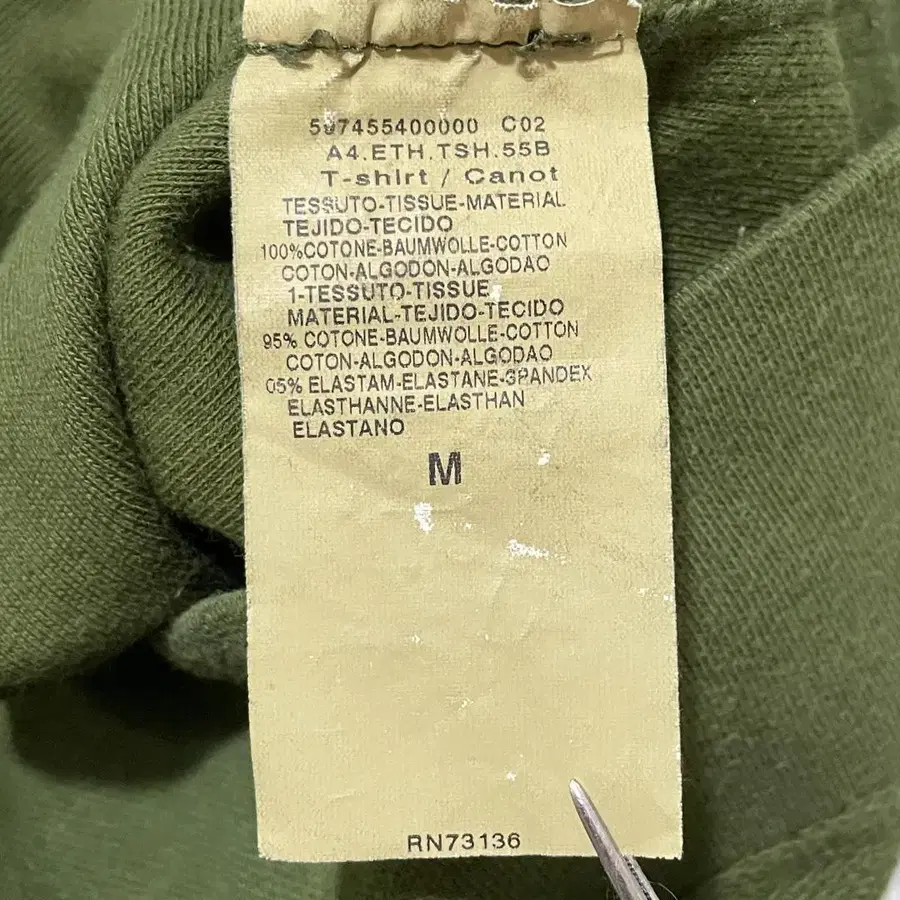 597455400000 C02
A4.ETH.TSH.55B
T-shirt / Canot
TESSUTO-TISSUE-MATERIAL
TEJIDO-TECIDO
100%COTONE-BAUMWOLLE-COTTON
COTON-ALGODON-ALGODAO
1-TESSUTO-TISSUE
MATERIAL-TEJIDO-TECIDO
95% COTONE-BAUMWOLLE-COTTON
COTON-ALGODON-ALGODAO
05% ELASTAM-ELASTANE-SPANDEX
ELASTHANNE-ELASTHAN
ELASTANO
M
RN73136